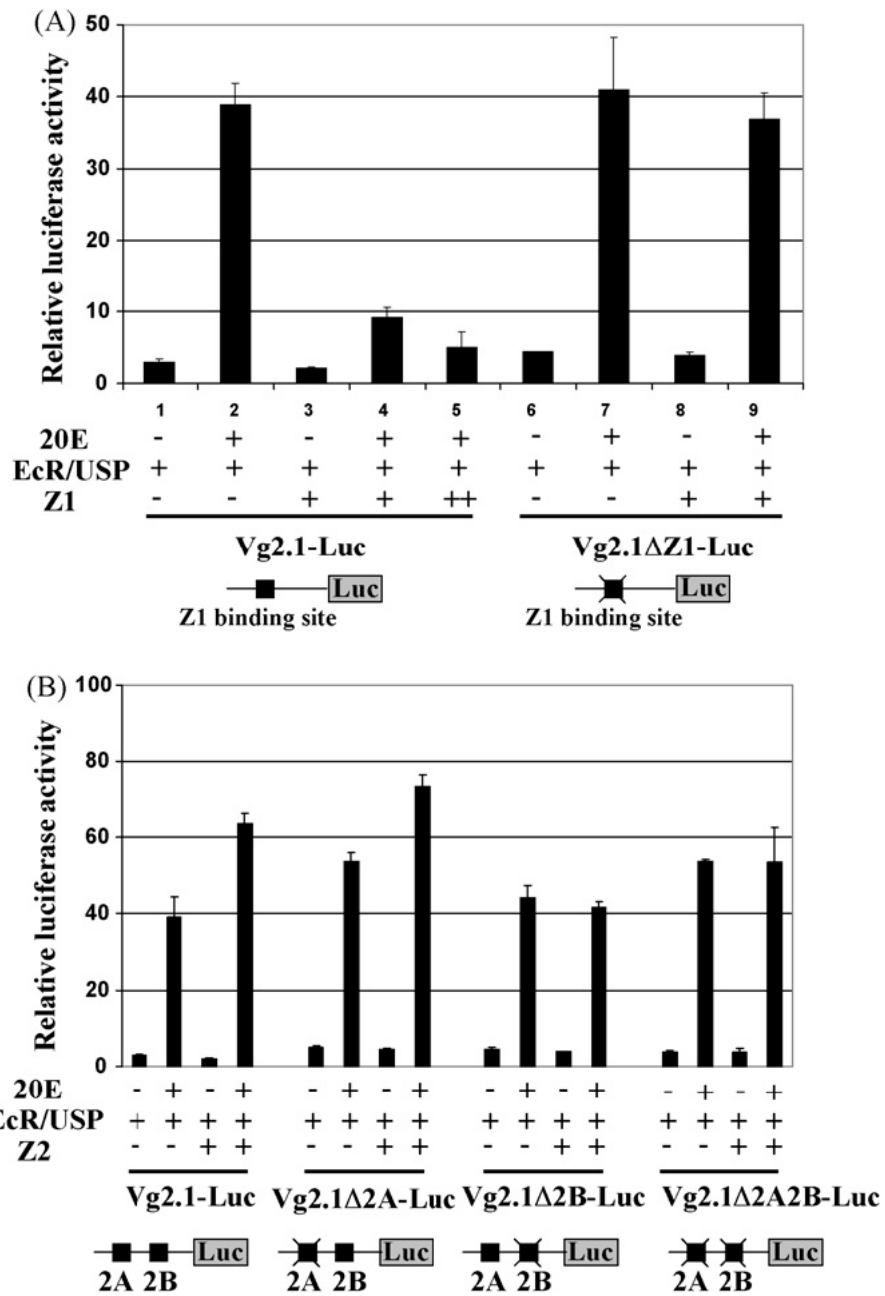 (A)
50
40
30
20
10
0
Relative luciferase activity
1 2 3 4 5 6 7 8 9
20E - + - + + - + - +
EcR/USP + + + + + + + + +
Z1 - - + + ++ - - + +
Vg2.1-Luc Vg2.1ΔZ1-Luc
Luc Luc
Z1 binding site Z1 binding site
(B)
100
80
60
40
20
0
Relative luciferase activity
20E - + - + - + - + - + - + - + - +
EcR/USP + + + + + + + + + + + + + + + +
Z2 - - + + - - + + - - + + - - + +
Vg2.1-Luc Vg2.1Δ2A-Luc Vg2.1Δ2B-Luc Vg2.1Δ2A2B-Luc
Luc Luc Luc Luc
2A 2B 2A 2B 2A 2B 2A 2B